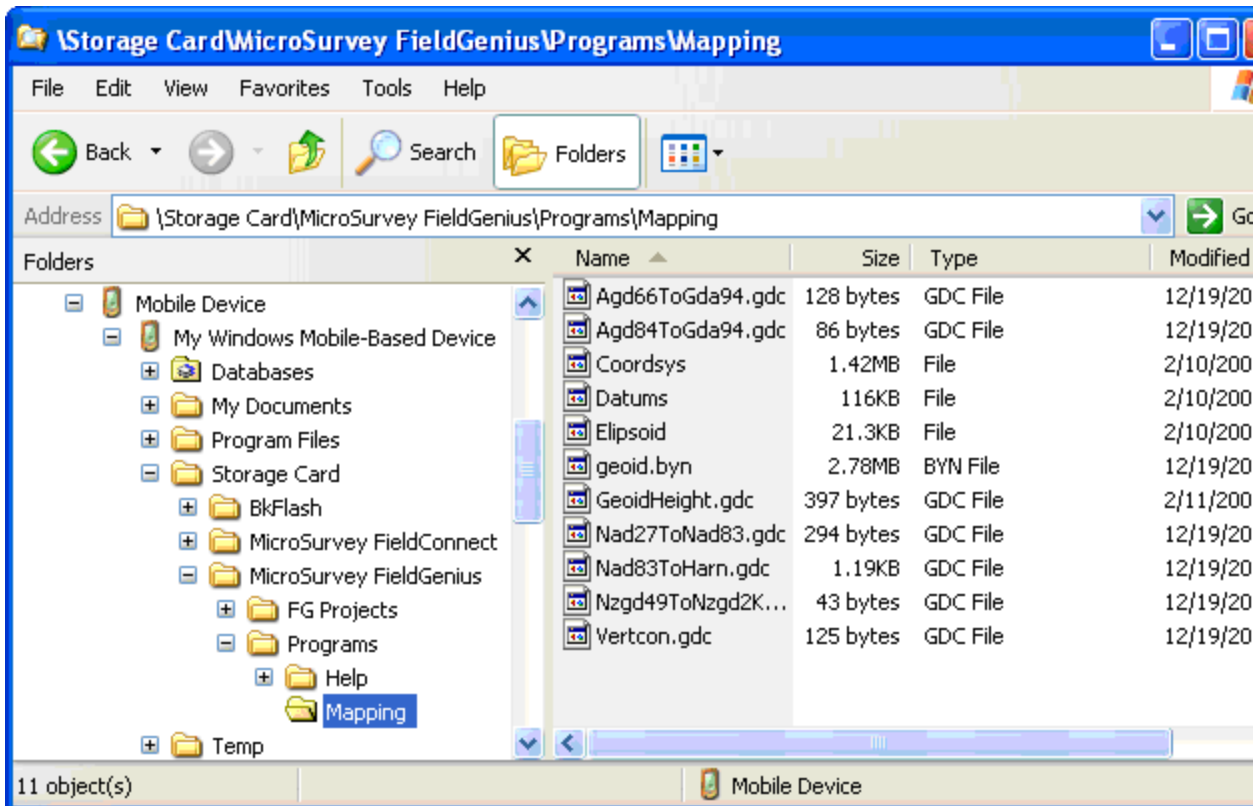 \Storage Card\MicroSurvey FieldGenius\Programs\Mapping
File Edit View Favorites Tools Help
Back Search Folders
Address \Storage Card\MicroSurvey FieldGenius\Programs\Mapping Go
Folders
Mobile Device
My Windows Mobile-Based Device
Databases
My Documents
Program Files
Storage Card
BkFlash
MicroSurvey FieldConnect
MicroSurvey FieldGenius
FG Projects
Programs
Help
Mapping
Temp
Name Size Type Modified
Agd66ToGda94.gdc 128 bytes GDC File 12/19/20
Agd84ToGda94.gdc 86 bytes GDC File 12/19/20
Coordsys 1.42MB File 2/10/200
Datums 116KB File 2/10/200
Elipsoid 21.3KB File 2/10/200
geoid.byn 2.78MB BYN File 12/19/20
GeoidHeight.gdc 397 bytes GDC File 2/11/200
Nad27ToNad83.gdc 294 bytes GDC File 12/19/20
Nad83ToHarn.gdc 1.19KB GDC File 12/19/20
Nzgd49ToNzgd2K... 43 bytes GDC File 12/19/20
Vertcon.gdc 125 bytes GDC File 12/19/20
11 object(s) Mobile Device